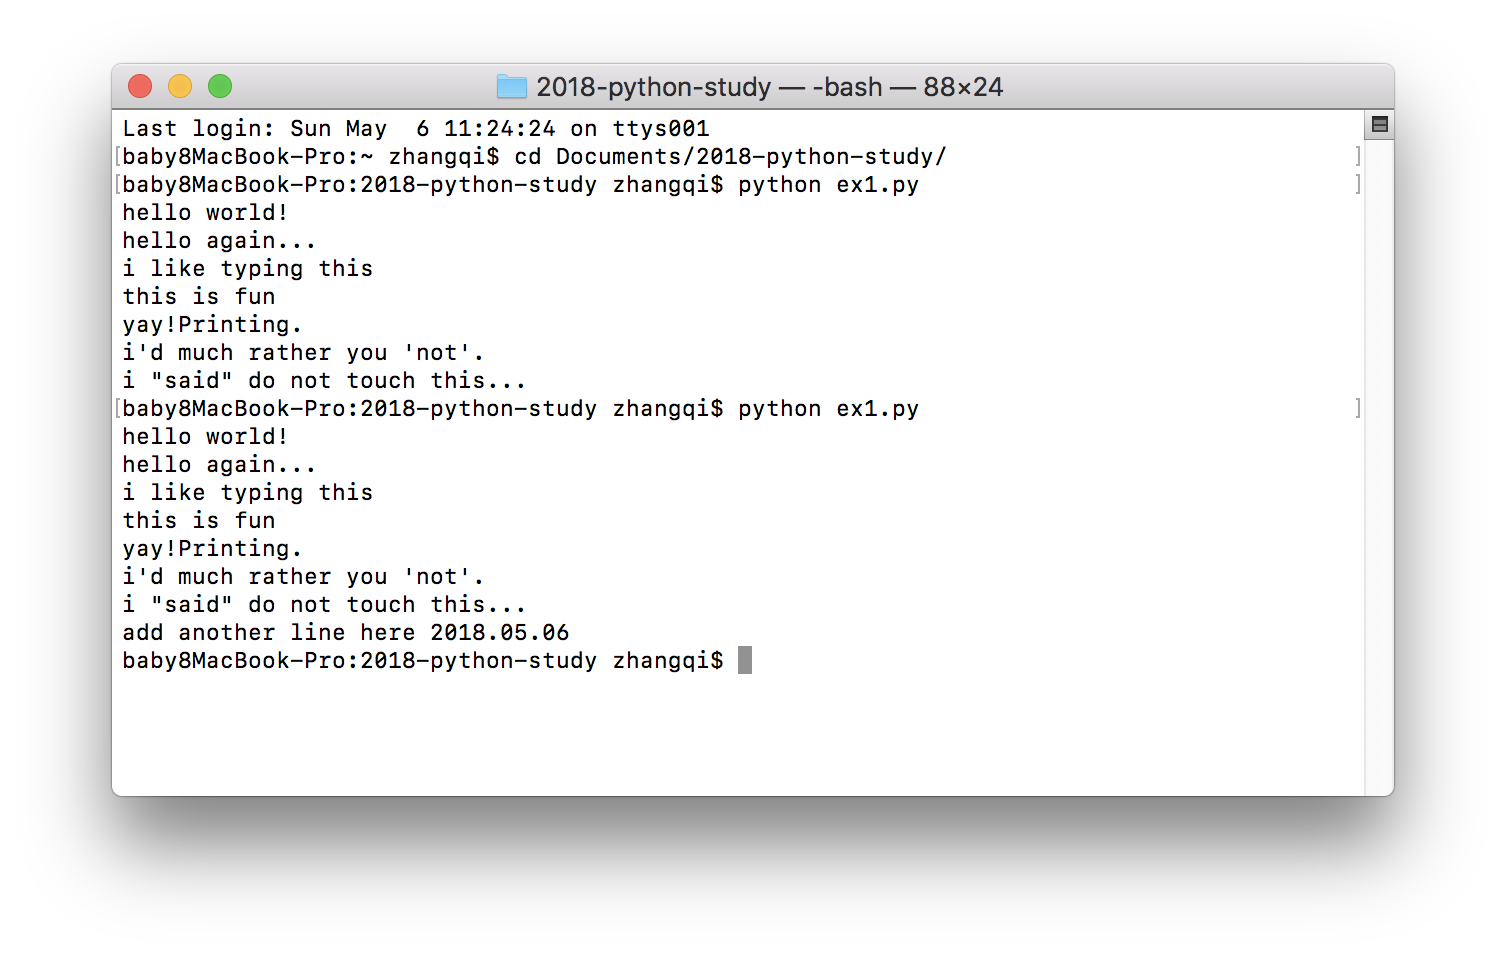 2018-python-study — -bash — 88×24
Last login: Sun May  6 11:24:24 on ttys001
[baby8MacBook-Pro:~ zhangqi$ cd Documents/2018-python-study/ ]
[baby8MacBook-Pro:2018-python-study zhangqi$ python ex1.py ]
hello world!
hello again...
i like typing this
this is fun
yay!Printing.
i'd much rather you 'not'.
i "said" do not touch this...
[baby8MacBook-Pro:2018-python-study zhangqi$ python ex1.py ]
hello world!
hello again...
i like typing this
this is fun
yay!Printing.
i'd much rather you 'not'.
i "said" do not touch this...
add another line here 2018.05.06
baby8MacBook-Pro:2018-python-study zhangqi$